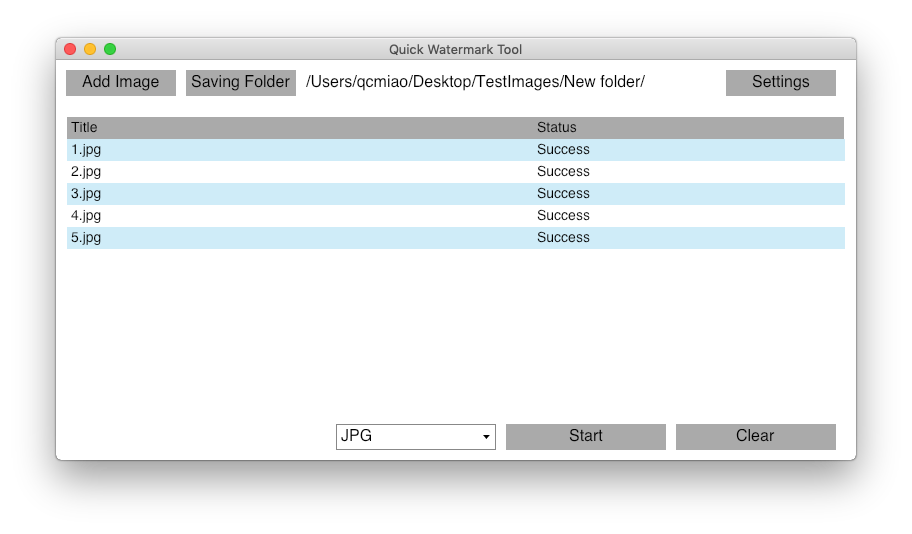 Quick Watermark Tool
Add Image Saving Folder /Users/qcmiao/Desktop/TestImages/New folder/ Settings
Title Status
1.jpg Success
2.jpg Success
3.jpg Success
4.jpg Success
5.jpg Success
JPG Start Clear